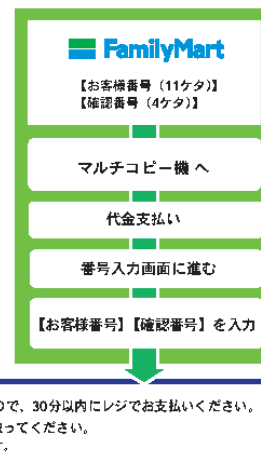 FamilyMart
【お客様番号(11ケタ)】
【確認番号(4ケタ)】
マルチコピー機 へ
代金支払い
番号入力画面に進む
【お客様番号】【確認番号】を入力
で、30分以内にレジでお支払いください。
ってください。
。